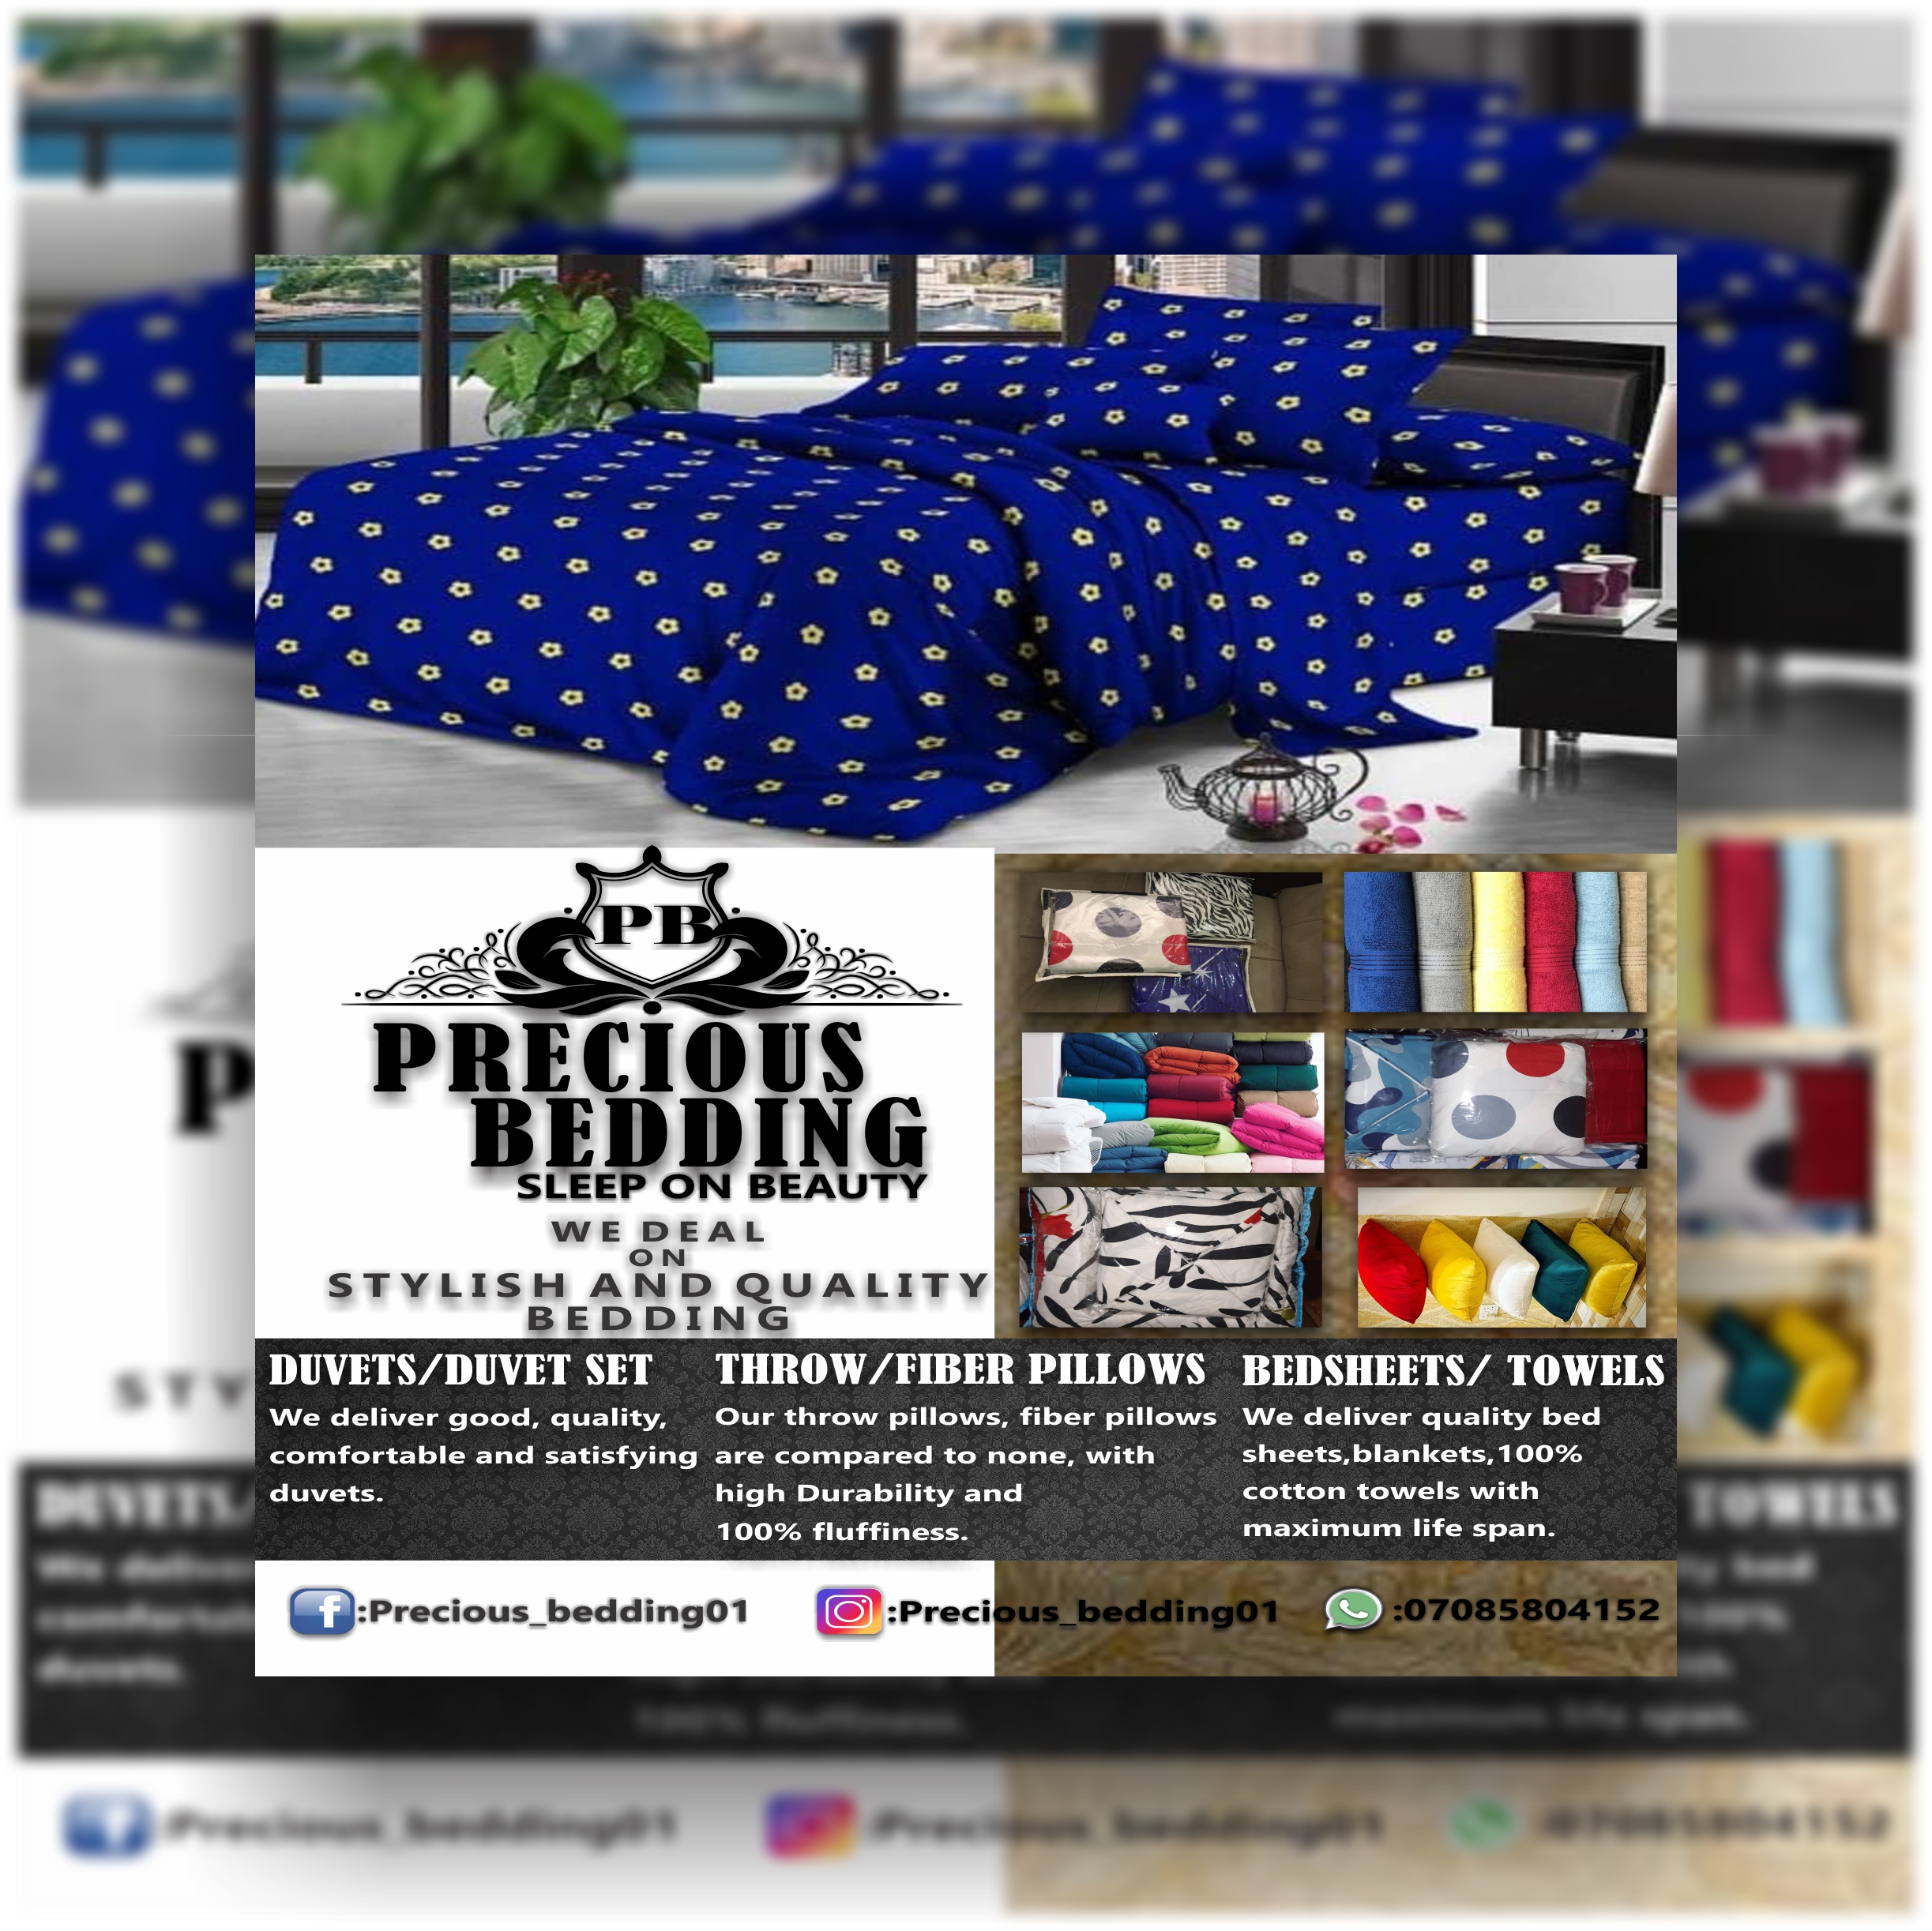 PB
PRECIOUS
BEDDING
SLEEP ON BEAUTY
WE DEAL
ON
STYLISH AND QUALITY
BEDDING
DUVETS/DUVET SET
We deliver good, quality,
comfortable and satisfying
duvets.
THROW/FIBER PILLOWS
Our throw pillows, fiber pillows
are compared to none, with
high Durability and
100% fluffiness.
BEDSHEETS/ TOWELS
We deliver quality bed
sheets,blankets,100%
cotton towels with
maximum life span.
:Precious_bedding01
:Precious_bedding01
:07085804152